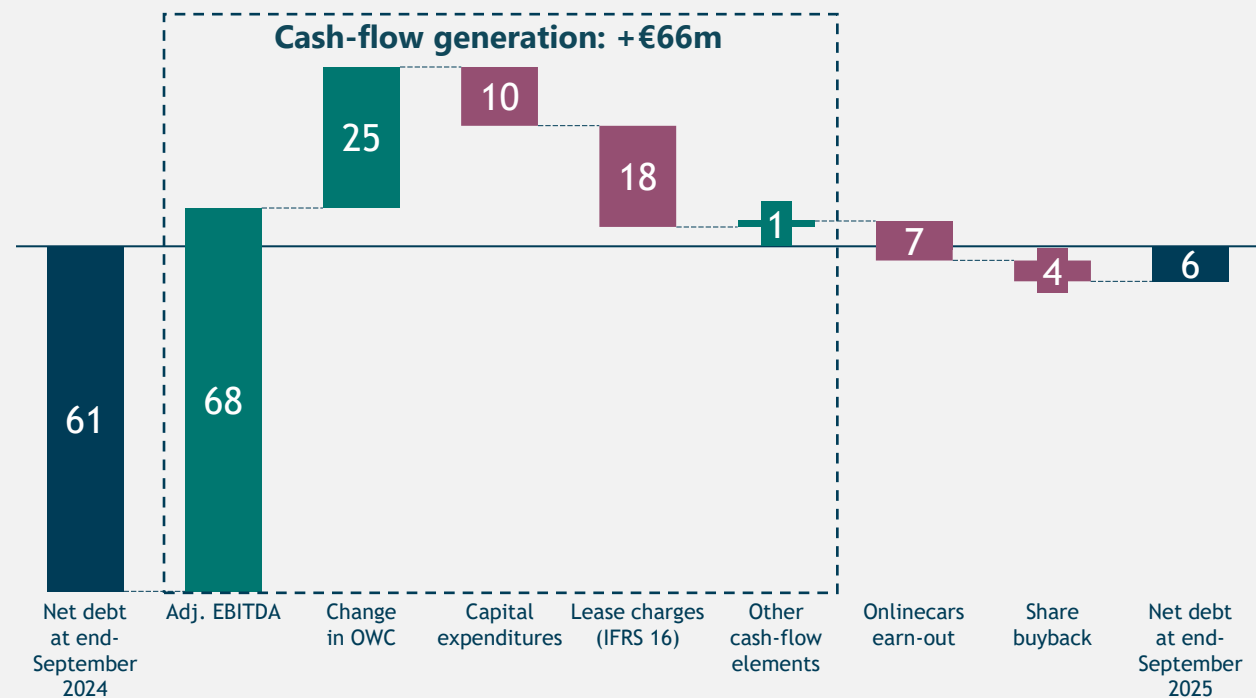 Cash-flow generation: +€66m
61
68
25
10
18
1
7
4
6
Net debt
at end-
September
2024
Adj. EBITDA
Change
in OWC
Capital
expenditures
Lease charges
(IFRS 16)
Other
cash-flow
elements
Onlinecars
earn-out
Share
buyback
Net debt
at end-
September
2025